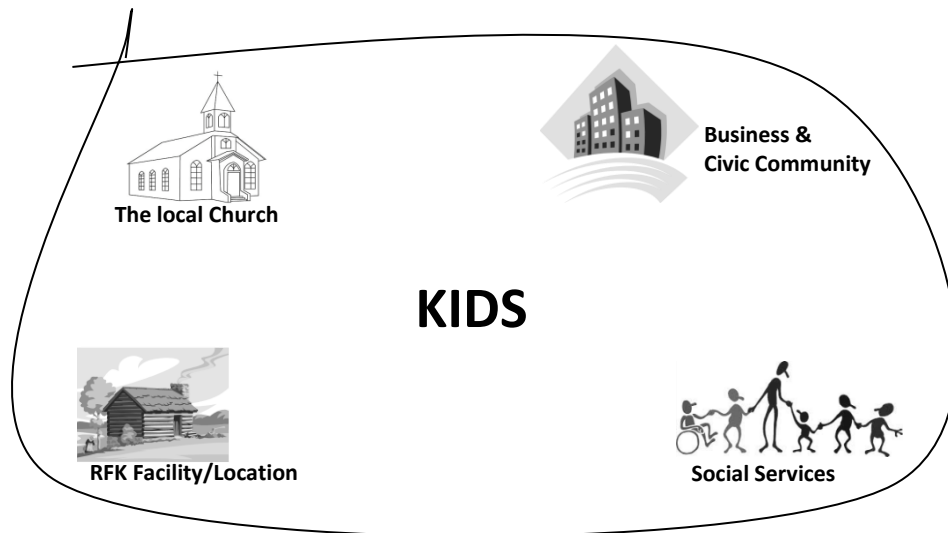 Business &
Civic Community
The local Church
KIDS
RFK Facility/Location
Social Services